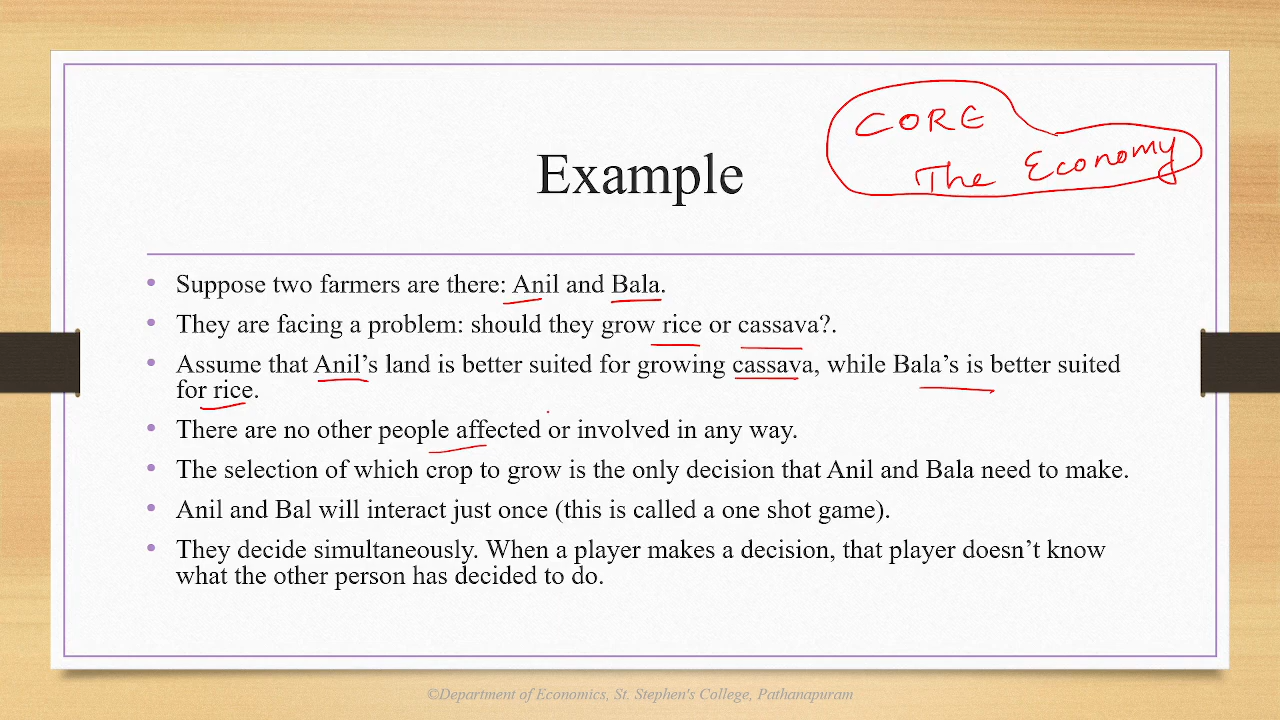 CORE
The Economy
Example
• Suppose two farmers are there: Anil and Bala.
• They are facing a problem: should they grow rice or cassava?.
• Assume that Anil’s land is better suited for growing cassava, while Bala’s is better suited
for rice.
• There are no other people affected or involved in any way.
• The selection of which crop to grow is the only decision that Anil and Bala need to make.
• Anil and Bal will interact just once (this is called a one shot game).
• They decide simultaneously. When a player makes a decision, that player doesn’t know
what the other person has decided to do.
©Department of Economics, St. Stephen's College, Pathanapuram